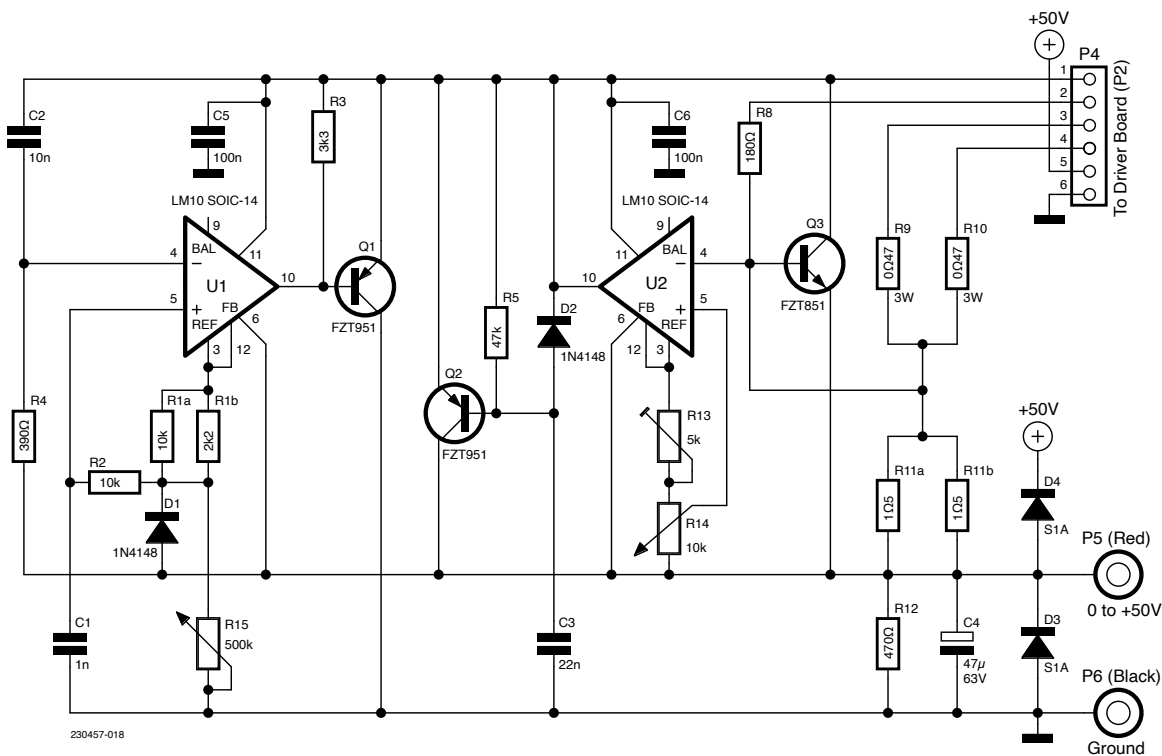 +50V
P4
To Driver Board (P2)
1
2
3
4
5
6
C2
10n
C5
100n
R3
3k3
C6
100n
R8
180Ω
LM10 SOIC-14
9
BAL
11
4
–
U1
10
5
+
FB
REF
6
3
12
Q1
FZT951
LM10 SOIC-14
9
BAL
11
4
–
U2
10
5
+
FB
REF
6
12
3
Q3
FZT851
R9
0Ω47
3W
R10
0Ω47
3W
R5
47k
D2
1N4148
Q2
FZT951
R4
390Ω
R1a
10k
R1b
2k2
R2
10k
D1
1N4148
R13
5k
R14
10k
R11a
1Ω5
R11b
1Ω5
+50V
D4
S1A
P5 (Red)
0 to +50V
C1
1n
R15
500k
C3
22n
R12
470Ω
C4
47µ
63V
D3
S1A
P6 (Black)
Ground
230457-018